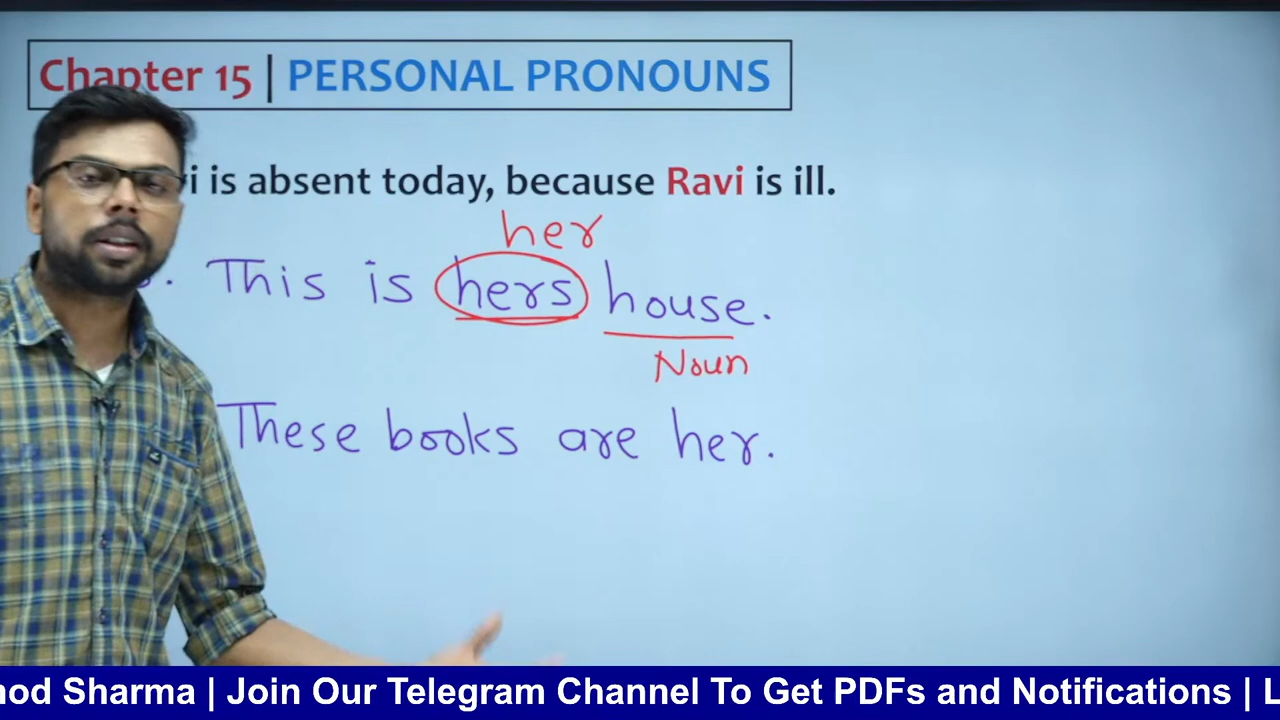 Chapter 15 | PERSONAL PRONOUNS
is absent today, because Ravi is ill.
her
This is hers house.
Noun
These books are her.
Sharma | Join Our Telegram Channel To Get PDFs and Notifications |